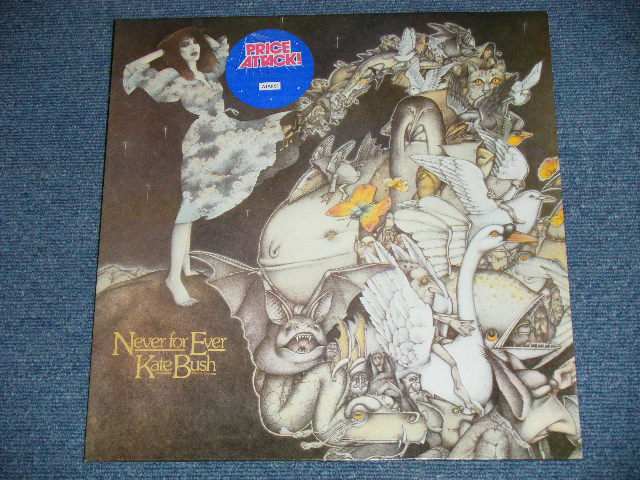 PRICE
ATTACK!
Never for Ever
Kate Bush